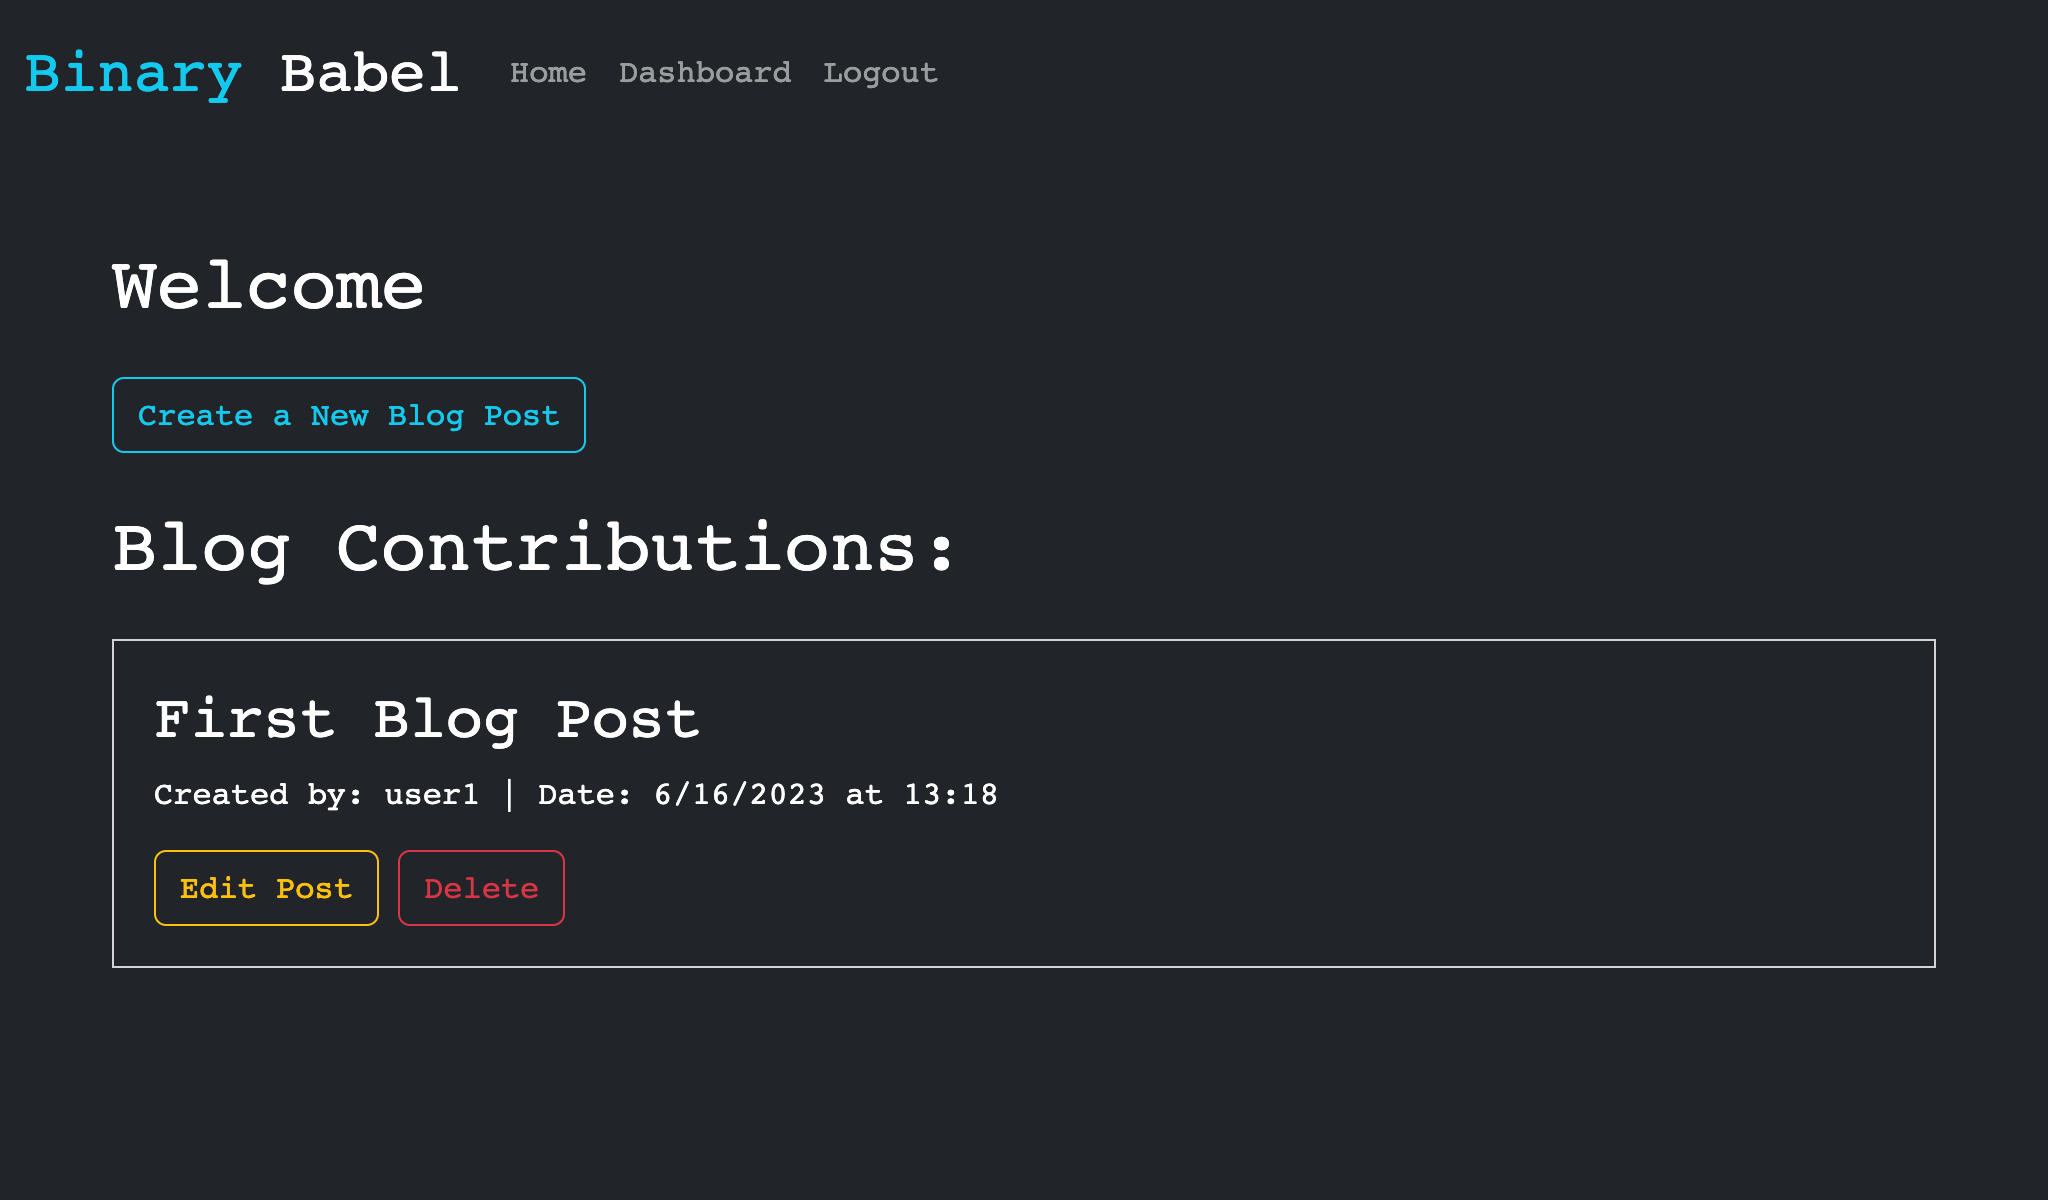 Binary Babel Home Dashboard Logout
Welcome
Create a New Blog Post
Blog Contributions:
First Blog Post
Created by: user1 | Date: 6/16/2023 at 13:18
Edit Post Delete